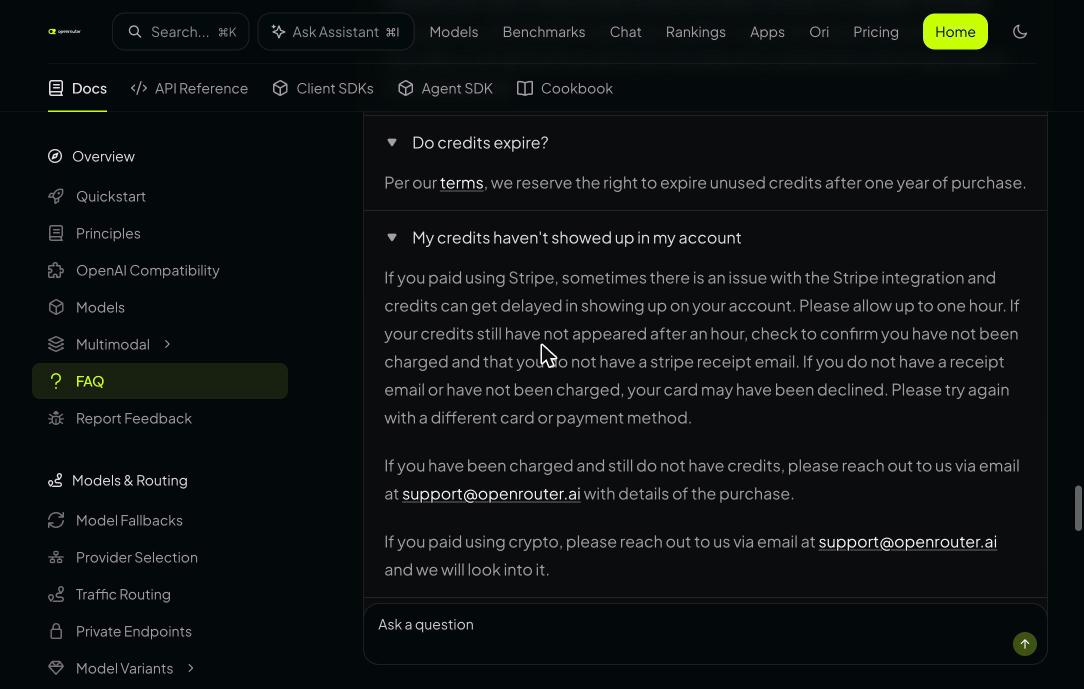 openrouter
Search... ⌘K
Ask Assistant ⌘I
Models
Benchmarks
Chat
Rankings
Apps
Ori
Pricing
Home
Docs
API Reference
Client SDKs
Agent SDK
Cookbook
Overview
Quickstart
Principles
OpenAI Compatibility
Models
Multimodal
FAQ
Report Feedback
Models & Routing
Model Fallbacks
Provider Selection
Traffic Routing
Private Endpoints
Model Variants
Do credits expire?
Per our terms, we reserve the right to expire unused credits after one year of purchase.
My credits haven't showed up in my account
If you paid using Stripe, sometimes there is an issue with the Stripe integration and
credits can get delayed in showing up on your account. Please allow up to one hour. If
your credits still have not appeared after an hour, check to confirm you have not been
charged and that you do not have a stripe receipt email. If you do not have a receipt
email or have not been charged, your card may have been declined. Please try again
with a different card or payment method.
If you have been charged and still do not have credits, please reach out to us via email
at support@openrouter.ai with details of the purchase.
If you paid using crypto, please reach out to us via email at support@openrouter.ai
and we will look into it.
Ask a question